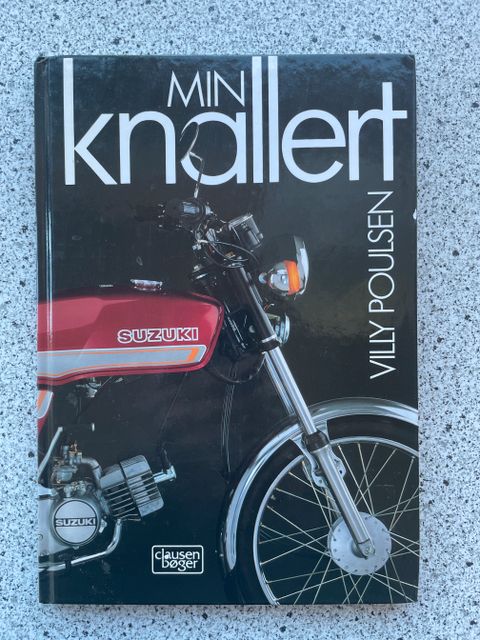 MIN
knallert
VILLY POULSEN
SUZUKI
SUZUKI
clausen
bøger